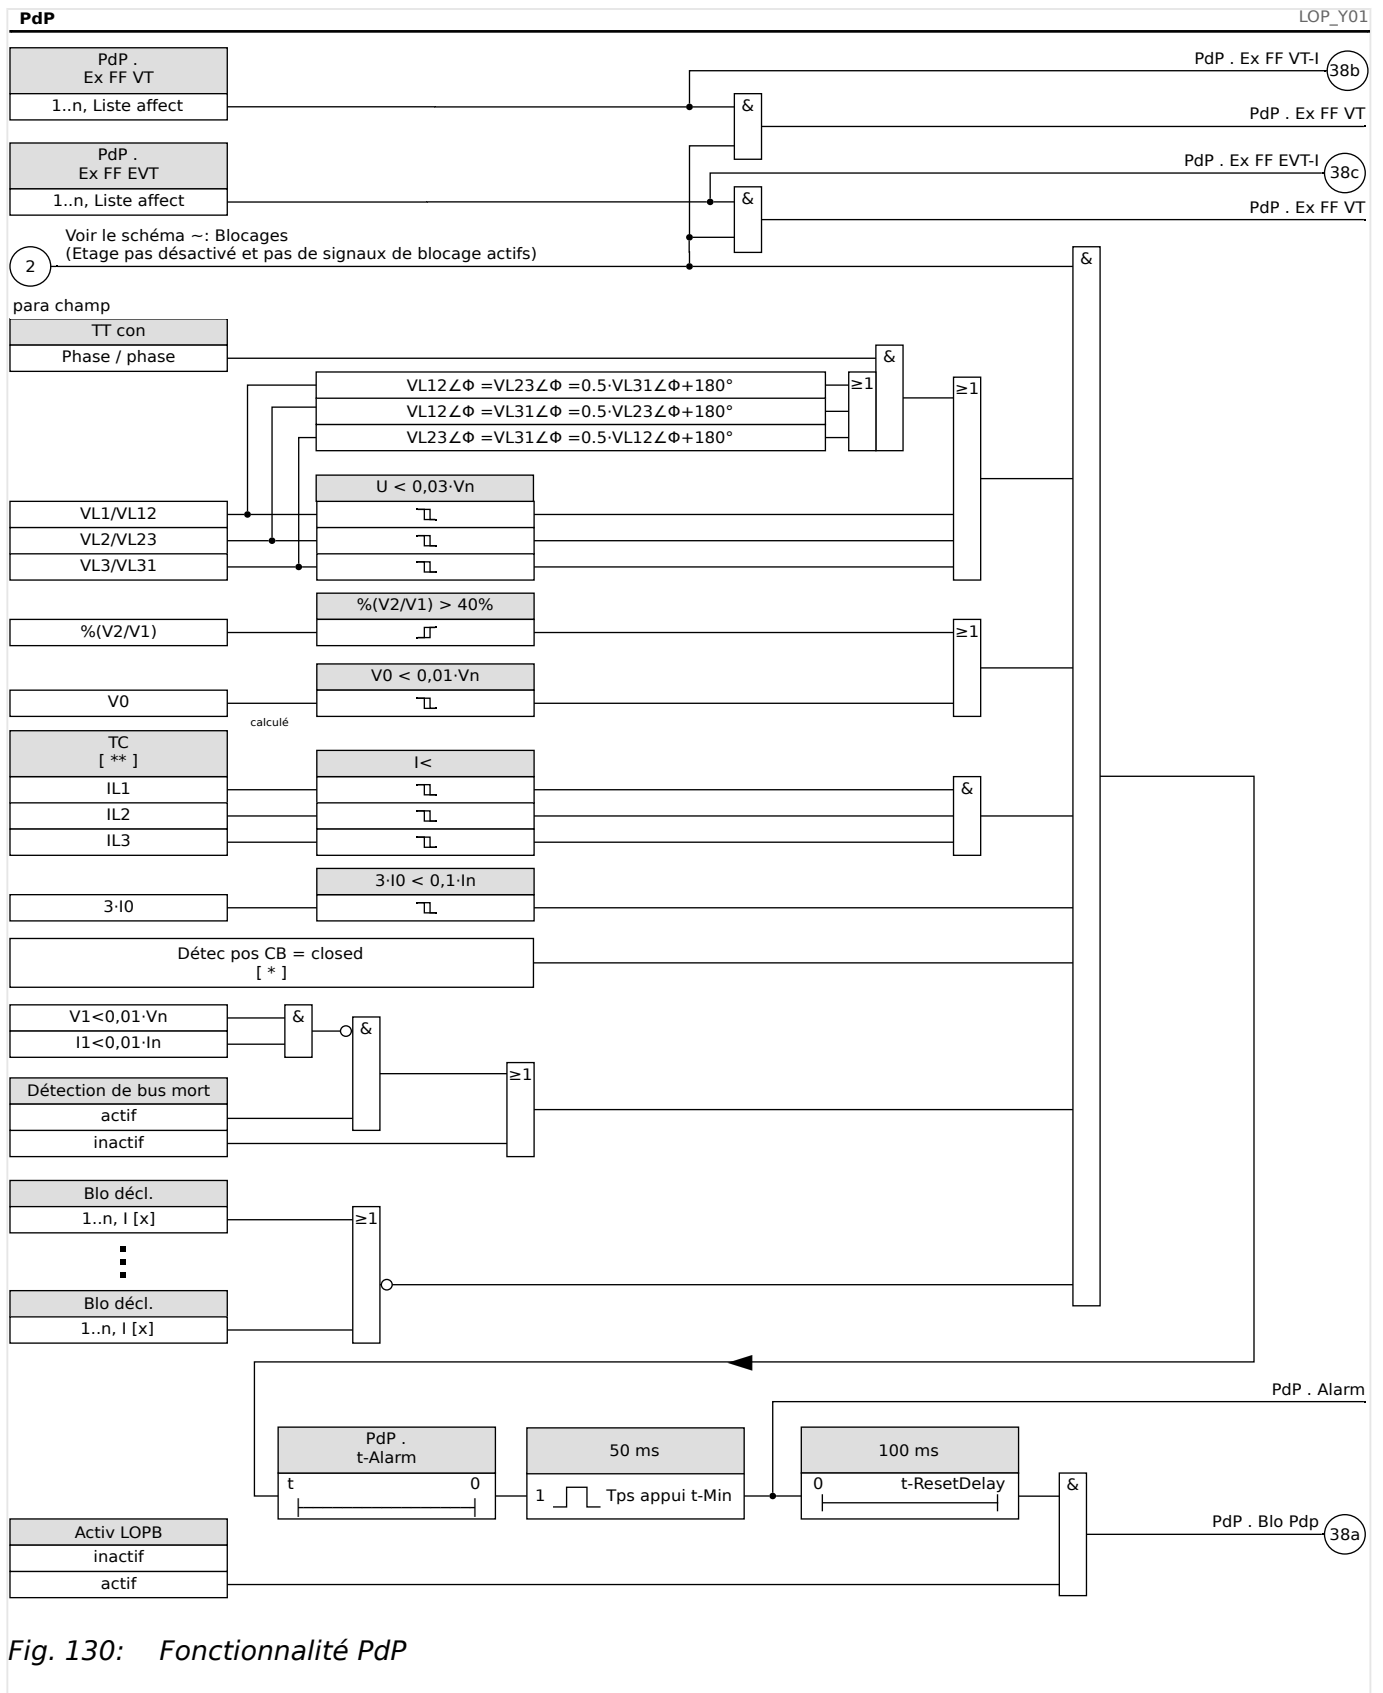 PdP
LOP_Y01
PdP .
Ex FF VT
1..n, Liste affect
PdP . Ex FF VT-I
38b
&
PdP . Ex FF VT
PdP .
Ex FF EVT
1..n, Liste affect
PdP . Ex FF EVT-I
38c
&
PdP . Ex FF VT
Voir le schéma ~: Blocages
(Etage pas désactivé et pas de signaux de blocage actifs)
2
&
para champ
TT con
Phase / phase
&
VL12∠Φ =VL23∠Φ =0.5·VL31∠Φ+180°
≥1
≥1
VL12∠Φ =VL31∠Φ =0.5·VL23∠Φ+180°
VL23∠Φ =VL31∠Φ =0.5·VL12∠Φ+180°
U < 0,03·Vn
VL1/VL12
VL2/VL23
VL3/VL31
%(V2/V1) > 40%
%(V2/V1)
≥1
V0 < 0,01·Vn
V0
calculé
TC
[ ** ]
I<
IL1
&
IL2
IL3
3·I0 < 0,1·In
3·I0
Détec pos CB = closed
[ * ]
V1<0,01·Vn
&
&
I1<0,01·In
≥1
Détection de bus mort
actif
inactif
Blo décl.
1..n, I [x]
≥1
Blo décl.
1..n, I [x]
PdP . Alarm
PdP .
t-Alarm
50 ms
100 ms
t
0
1
Tps appui t-Min
0
t-ResetDelay
&
PdP . Blo Pdp
38a
Activ LOPB
inactif
actif
Fig. 130: Fonctionnalité PdP